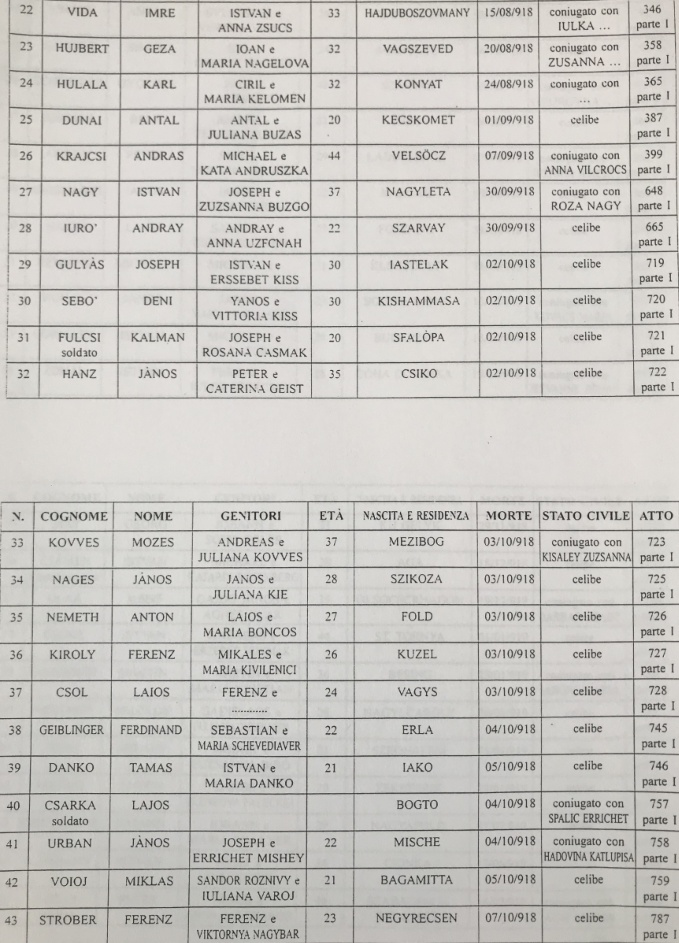 22 VIDA IMRE ISTVAN e 33 HAJDUBOSZOVMANY 15/08/918 coniugato con 346
ANNA ZSUCS IULKA ... parte I
23 HUJBERT GEZA IOAN e 32 VAGSZEVED 20/08/918 coniugato con 358
MARIA NAGELOVA ZUSANNA ... parte I
24 HULALA KARL CIRIL e 32 KONYAT 24/08/918 coniugato con 365
MARIA KELOMEN ... parte I
25 DUNAI ANTAL ANTAL e 20 KECSKOMET 01/09/918 celibe 387
JULIANA BUZAS parte I
26 KRAJCSI ANDRAS MICHAEL e 44 VELSÖCZ 07/09/918 coniugato con 399
KATA ANDRUSZKA ANNA VILCROCS parte I
27 NAGY ISTVAN JOSEPH e 37 NAGYLETA 30/09/918 coniugato con 648
ZUZSANNA BUZGO ROZA NAGY parte I
28 IURO' ANDRAY ANDRAY e 22 SZARVAY 30/09/918 celibe 665
ANNA UZFCNAH parte I
29 GULYÀS JOSEPH ISTVAN e 30 IASTELAK 02/10/918 celibe 719
ERSSEBET KISS parte I
30 SEBO' DENI YANOS e 30 KISHAMMASA 02/10/918 celibe 720
VITTORIA KISS parte I
31 FULCSI KALMAN JOSEPH e 20 SFALÒPA 02/10/918 celibe 721
soldato ROSANA CASMAK parte I
32 HANZ JÀNOS PETER e 35 CSIKO 02/10/918 celibe 722
CATERINA GEIST parte I
N. COGNOME NOME GENITORI ETÀ NASCITA E RESIDENZA MORTE STATO CIVILE ATTO
33 KOVVES MOZES ANDREAS e 37 MEZIBOG 03/10/918 coniugato con 723
JULIANA KOVVES KISALEY ZUZSANNA parte I
34 NAGES JÀNOS JANOS e 28 SZIKOZA 03/10/918 celibe 725
JULIANA KIE parte I
35 NEMETH ANTON LAIOS e 27 FOLD 03/10/918 celibe 726
MARIA BONCOS parte I
36 KIROLY FERENZ MIKALES e 26 KUZEL 03/10/918 celibe 727
MARIA KIVILENICI parte I
37 CSOL LAIOS FERENZ e 24 VAGYS 03/10/918 celibe 728
............. parte I
38 GEIBLINGER FERDINAND SEBASTIAN e 22 ERLA 04/10/918 celibe 745
MARIA SCHEVEDIAVER parte I
39 DANKO TAMAS ISTVAN e 21 IAKO 05/10/918 celibe 746
MARIA DANKO parte I
40 CSARKA LAJOS BOGTO 04/10/918 coniugato con 757
soldato SPALIC ERRICHET parte I
41 URBAN JÀNOS JOSEPH e 22 MISCHE 04/10/918 coniugato con 758
ERRICHET MISHEY HADOVINA KATLUPISA parte I
42 VOIOJ MIKLAS SANDOR ROZNIVY e 21 BAGAMITTA 05/10/918 celibe 759
IULIANA VAROJ parte I
43 STROBER FERENZ FERENZ e 23 NEGYRECSEN 07/10/918 celibe 787
VIKTORNYA NAGYBAR parte I